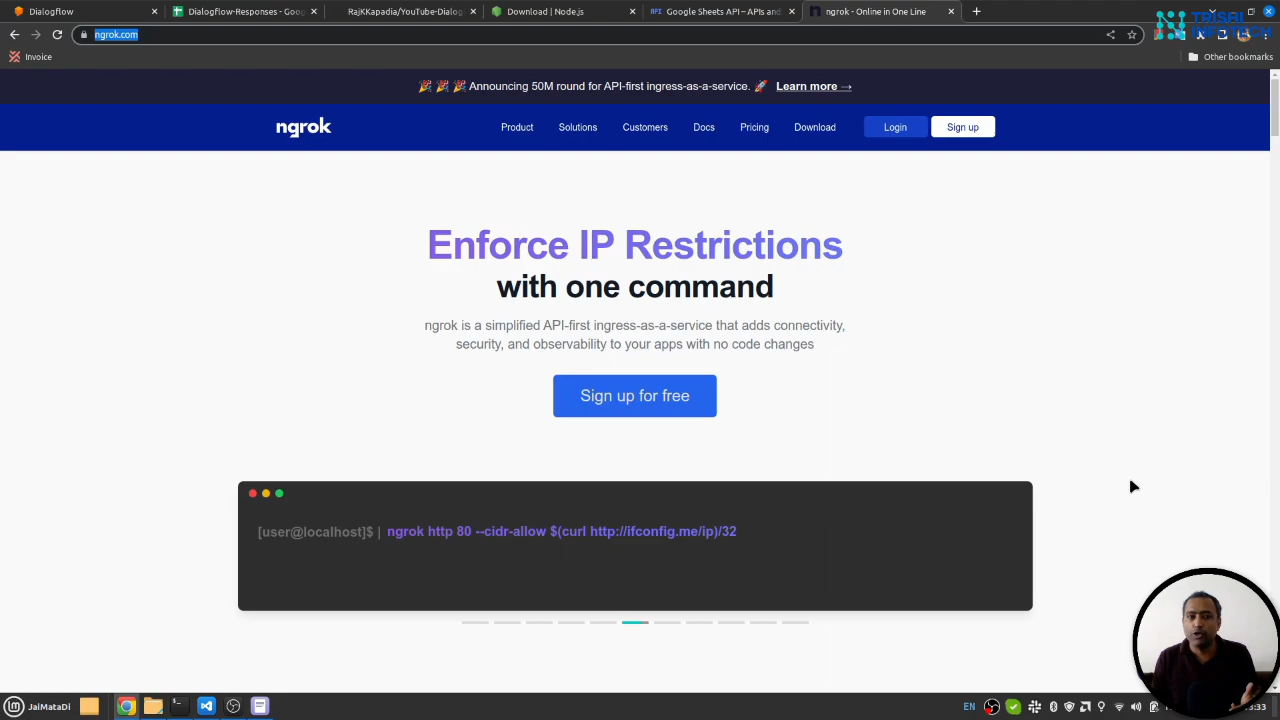 Dialogflow
Dialogflow-Responses - Goog
RajKKapadia/YouTube-Dialog
Download | Node.js
API
Google Sheets API – APIs and
ngrok - Online in One Line
ngrok.com
TRISBI
INFOTECH
Invoice
Other bookmarks
Announcing 50M round for API-first ingress-as-a-service. Learn more →
ngrok
Product
Solutions
Customers
Docs
Pricing
Download
Login
Sign up
Enforce IP Restrictions
with one command
ngrok is a simplified API-first ingress-as-a-service that adds connectivity,
security, and observability to your apps with no code changes
Sign up for free
[user@localhost]$ | ngrok http 80 --cidr-allow $(curl http://ifconfig.me/ip)/32
JaiMataDi
EN